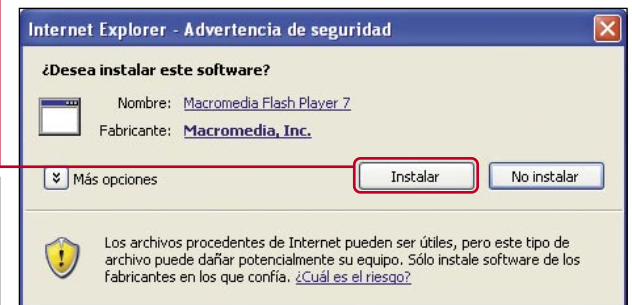 Internet Explorer - Advertencia de seguridad
¿Desea instalar este software?
Nombre: Macromedia Flash Player 7
Fabricante: Macromedia, Inc.
Más opciones
Instalar
No instalar
Los archivos procedentes de Internet pueden ser útiles, pero este tipo de
archivo puede dañar potencialmente su equipo. Sólo instale software de los
fabricantes en los que confía. ¿Cuál es el riesgo?